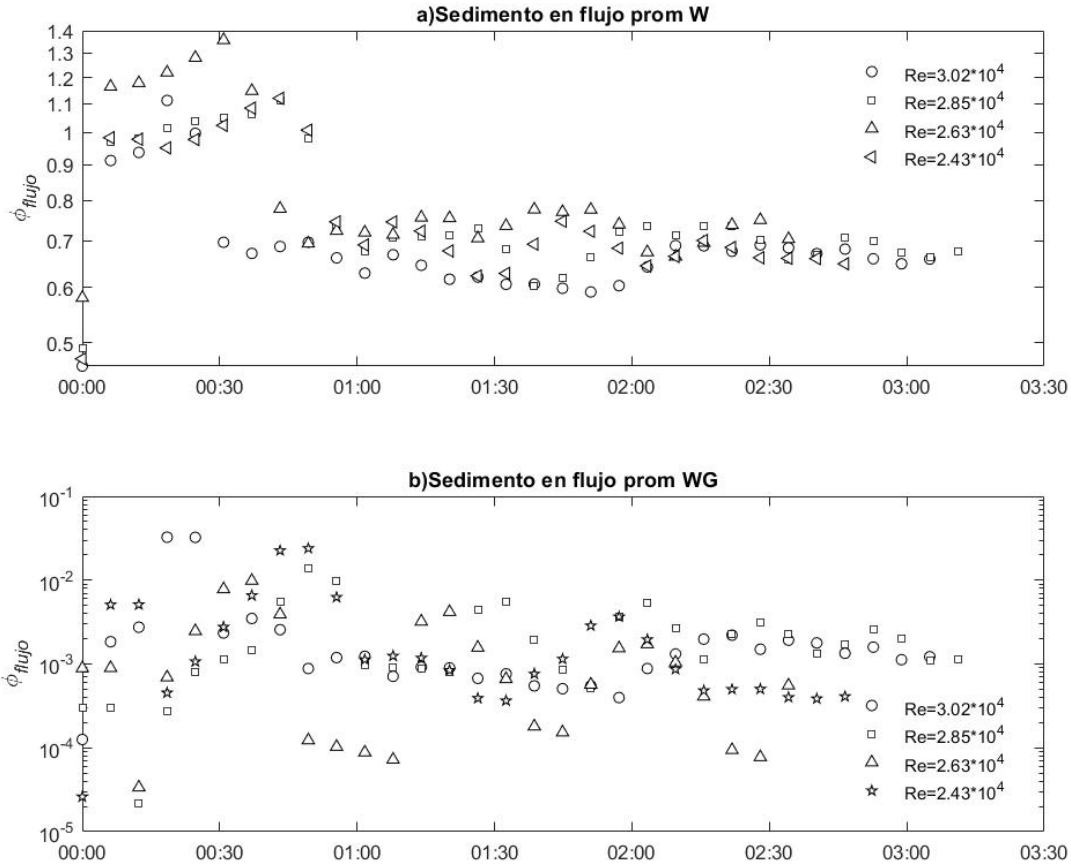 a)Sedimento en flujo prom W
1.4
1.3
1.2
1.1
1
0.9
0.8
0.7
0.6
0.5
ϕflujo
Re=3.02*10^4
Re=2.85*10^4
Re=2.63*10^4
Re=2.43*10^4
00:00 00:30 01:00 01:30 02:00 02:30 03:00 03:30
b)Sedimento en flujo prom WG
10^-1
10^-2
10^-3
10^-4
10^-5
ϕflujo
Re=3.02*10^4
Re=2.85*10^4
Re=2.63*10^4
Re=2.43*10^4
00:00 00:30 01:00 01:30 02:00 02:30 03:00 03:30